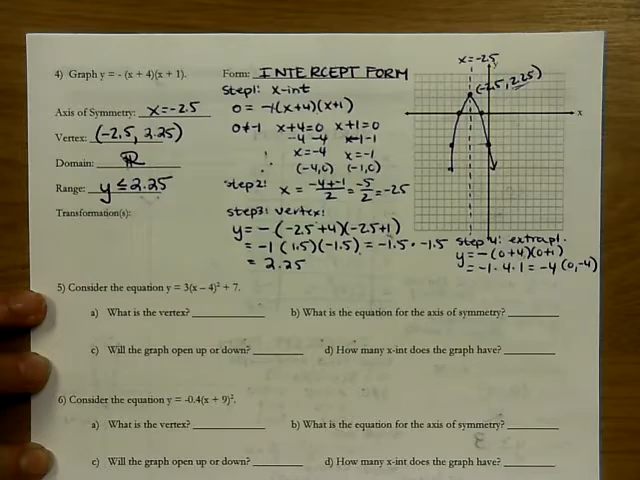 4) Graph y = - (x + 4)(x + 1).
Form: INTERCEPT FORM
Step1: x-int
0 = -1(x+4)(x+1)
0≠-1 x+4=0 x+1=0
-4 -4 -1 -1
x=-4 x=-1
(-4,0) (-1,0)
Axis of Symmetry: x=-2.5
Vertex: (-2.5, 2.25)
Domain: ℝ
Range: y ≤ 2.25
Transformation(s):
step2: x = -4+-1/2 = -5/2 = -2.5
step3: vertex:
y = -(-2.5+4)(-2.5+1)
= -1(1.5)(-1.5) = -1.5 · -1.5
= 2.25
x=-2.5
y
(-2.5, 2.25)
x
step 4: extra pt.
y = -(0+4)(0+1)
= -1·4·1 = -4 (0,-4)
5) Consider the equation y = 3(x – 4)² + 7.
a) What is the vertex?
b) What is the equation for the axis of symmetry?
c) Will the graph open up or down?
d) How many x-int does the graph have?
6) Consider the equation y = -0.4(x + 9)².
a) What is the vertex?
b) What is the equation for the axis of symmetry?
c) Will the graph open up or down?
d) How many x-int does the graph have?